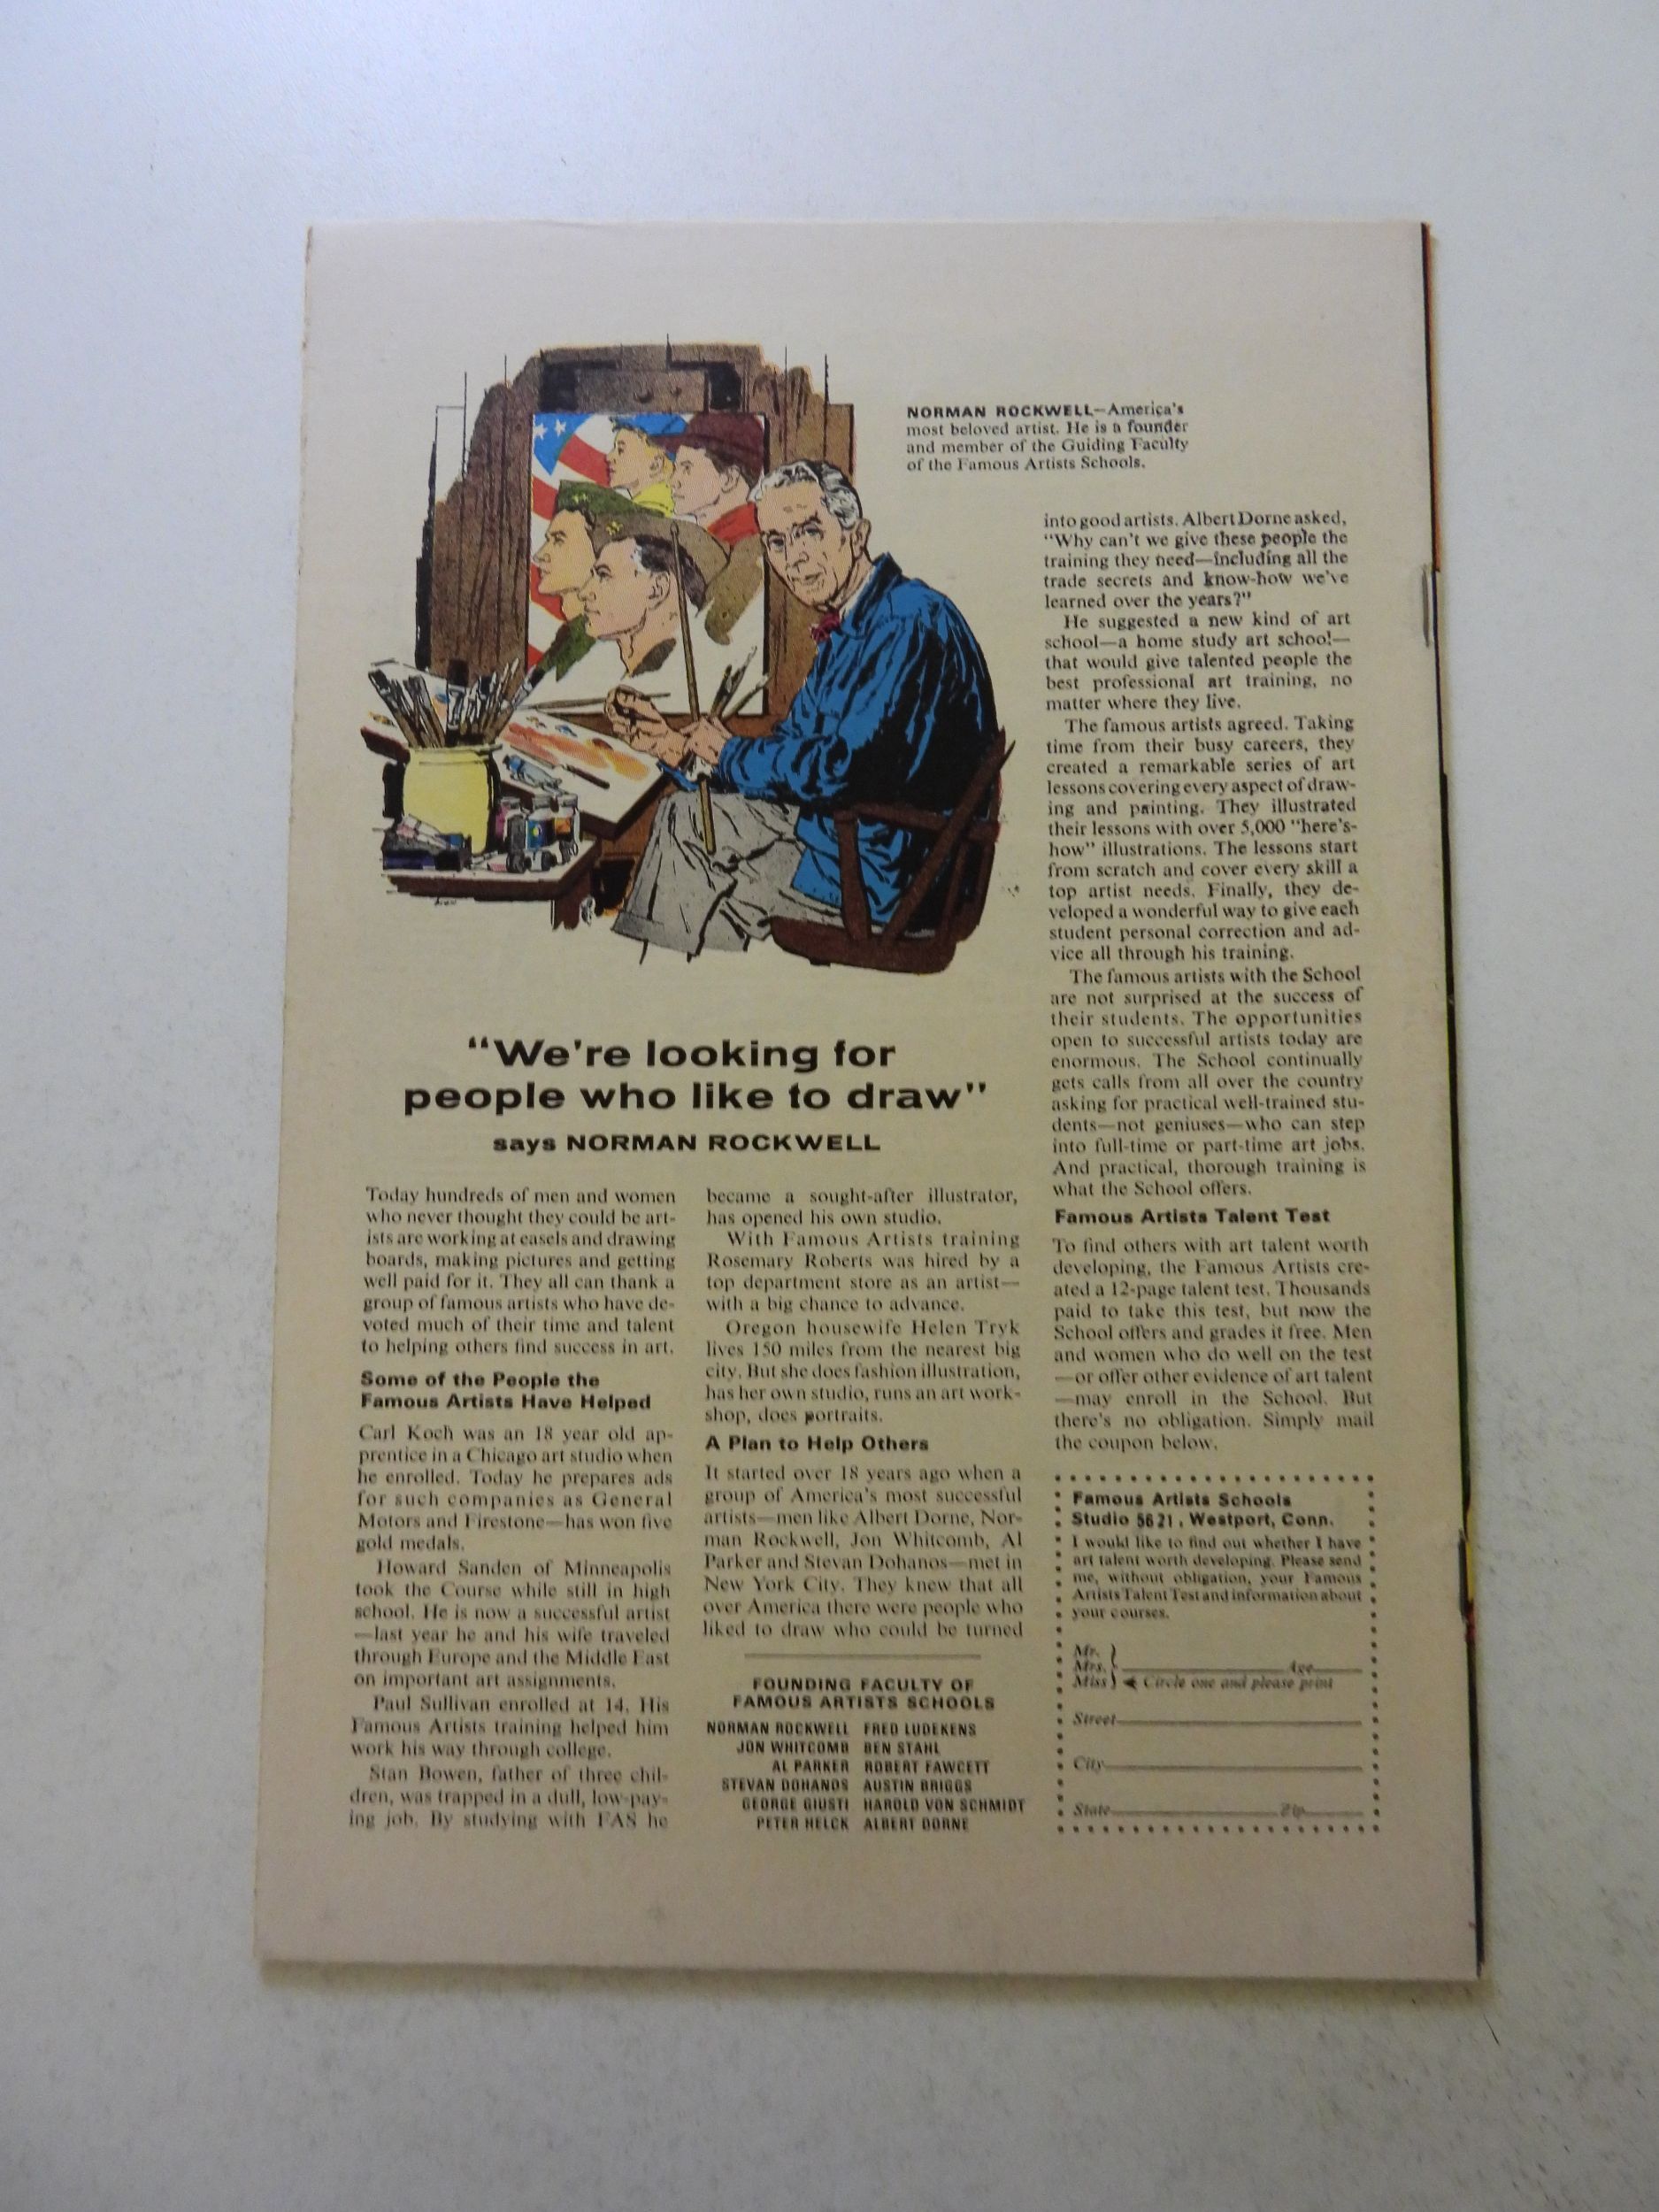 NORMAN ROCKWELL—America's
most beloved artist. He is a founder
and member of the Guiding Faculty
of the Famous Artists Schools.
"We're looking for
people who like to draw"
says NORMAN ROCKWELL
Today hundreds of men and women
who never thought they could be art-
ists are working at easels and drawing
boards, making pictures and getting
well paid for it. They all can thank a
group of famous artists who have de-
voted much of their time and talent
to helping others find success in art.
Some of the People the
Famous Artists Have Helped
Carl Koch was an 18 year old ap-
prentice in a Chicago art studio when
he enrolled. Today he prepares ads
for such companies as General
Motors and Firestone—has won five
gold medals.
Howard Sanden of Minneapolis
took the Course while still in high
school. He is now a successful artist
—last year he and his wife traveled
through Europe and the Middle East
on important art assignments.
Paul Sullivan enrolled at 14. His
Famous Artists training helped him
work his way through college.
Stan Bowen, father of three chil-
dren, was trapped in a dull, low-pay-
ing job. By studying with FAS he
became a sought-after illustrator,
has opened his own studio.
With Famous Artists training
Rosemary Roberts was hired by a
top department store as an artist—
with a big chance to advance.
Oregon housewife Helen Tryk
lives 150 miles from the nearest big
city. But she does fashion illustration,
has her own studio, runs an art work-
shop, does portraits.
A Plan to Help Others
It started over 18 years ago when a
group of America's most successful
artists—men like Albert Dorne, Nor-
man Rockwell, Jon Whitcomb, Al
Parker and Stevan Dohanos—met in
New York City. They knew that all
over America there were people who
liked to draw who could be turned
FOUNDING FACULTY OF
FAMOUS ARTISTS SCHOOLS
NORMAN ROCKWELL FRED LUDEKENS
JON WHITCOMB BEN STAHL
AL PARKER ROBERT FAWCETT
STEVAN DOHANOS AUSTIN BRIGGS
GEORGE GIUSTI HAROLD VON SCHMIDT
PETER HELCK ALBERT DORNE
into good artists. Albert Dorne asked,
"Why can't we give these people the
training they need—including all the
trade secrets and know-how we've
learned over the years?"
He suggested a new kind of art
school—a home study art school—
that would give talented people the
best professional art training, no
matter where they live.
The famous artists agreed. Taking
time from their busy careers, they
created a remarkable series of art
lessons covering every aspect of draw-
ing and painting. They illustrated
their lessons with over 5,000 "here's-
how" illustrations. The lessons start
from scratch and cover every skill a
top artist needs. Finally, they de-
veloped a wonderful way to give each
student personal correction and ad-
vice all through his training.
The famous artists with the School
are not surprised at the success of
their students. The opportunities
open to successful artists today are
enormous. The School continually
gets calls from all over the country
asking for practical well-trained stu-
dents—not geniuses—who can step
into full-time or part-time art jobs.
And practical, thorough training is
what the School offers.
Famous Artists Talent Test
To find others with art talent worth
developing, the Famous Artists cre-
ated a 12-page talent test. Thousands
paid to take this test, but now the
School offers and grades it free. Men
and women who do well on the test
—or offer other evidence of art talent
—may enroll in the School. But
there's no obligation. Simply mail
the coupon below.
Famous Artists Schools
Studio 5621, Westport, Conn.
I would like to find out whether I have
art talent worth developing. Please send
me, without obligation, your Famous
Artists Talent Test and information about
your courses.
Mr.
Mrs. Age
Miss Circle one and please print
Street
City
State Zip